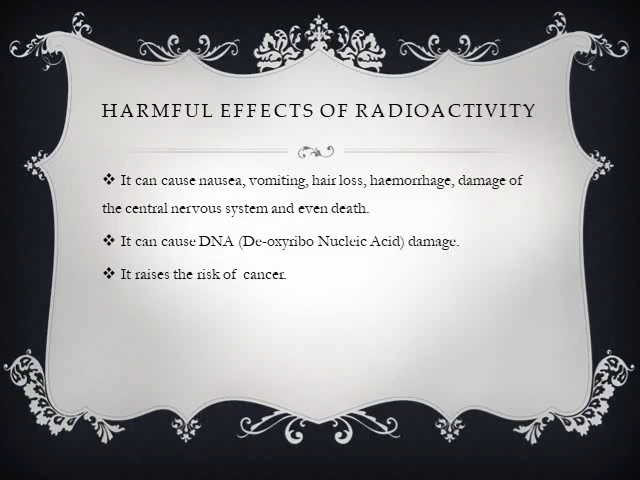 HARMFUL EFFECTS OF RADIOACTIVITY
❖ It can cause nausea, vomiting, hair loss, haemorrhage, damage of
the central nervous system and even death.
❖ It can cause DNA (De-oxyribo Nucleic Acid) damage.
❖ It raises the risk of cancer.